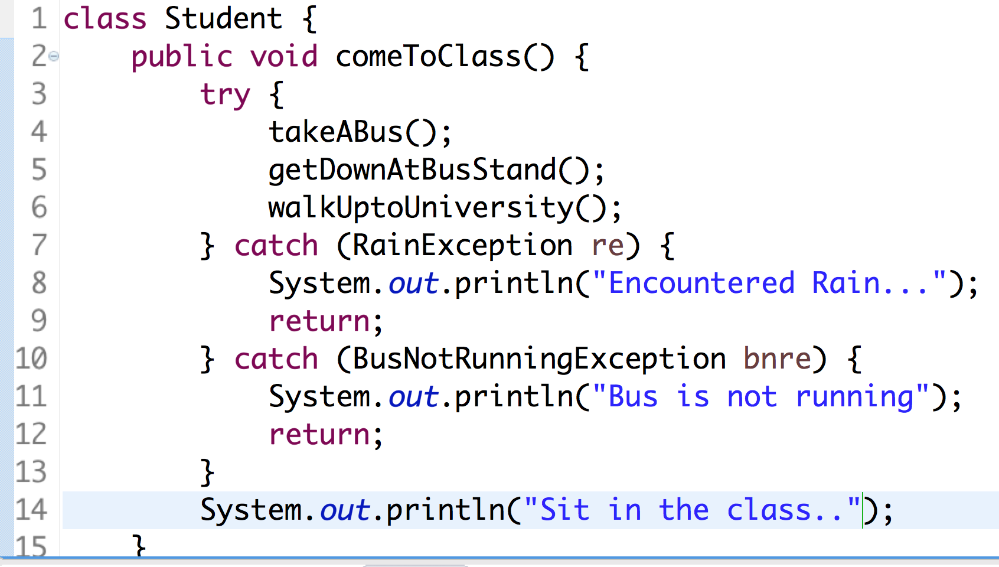 1 class Student {
2 public void comeToClass() {
3 try {
4 takeABus();
5 getDownAtBusStand();
6 walkUptoUniversity();
7 } catch (RainException re) {
8 System.out.println("Encountered Rain...");
9 return;
10 } catch (BusNotRunningException bnre) {
11 System.out.println("Bus is not running");
12 return;
13 }
14 System.out.println("Sit in the class..");
15 }